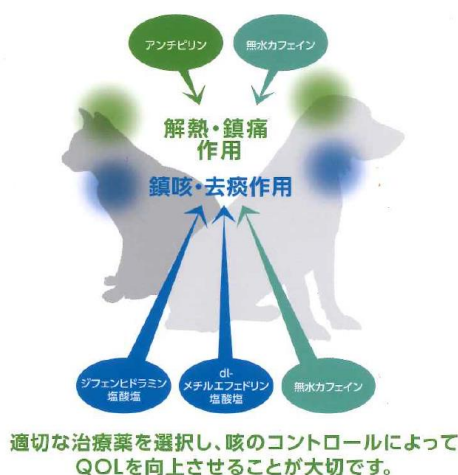 アンチピリン
無水カフェイン
解熱・鎮痛
作用
鎮咳・去痰作用
ジフェンヒドラミン
塩酸塩
dl-
メチルエフェドリン
塩酸塩
無水カフェイン
適切な治療薬を選択し、咳のコントロールによって
QOLを向上させることが大切です。